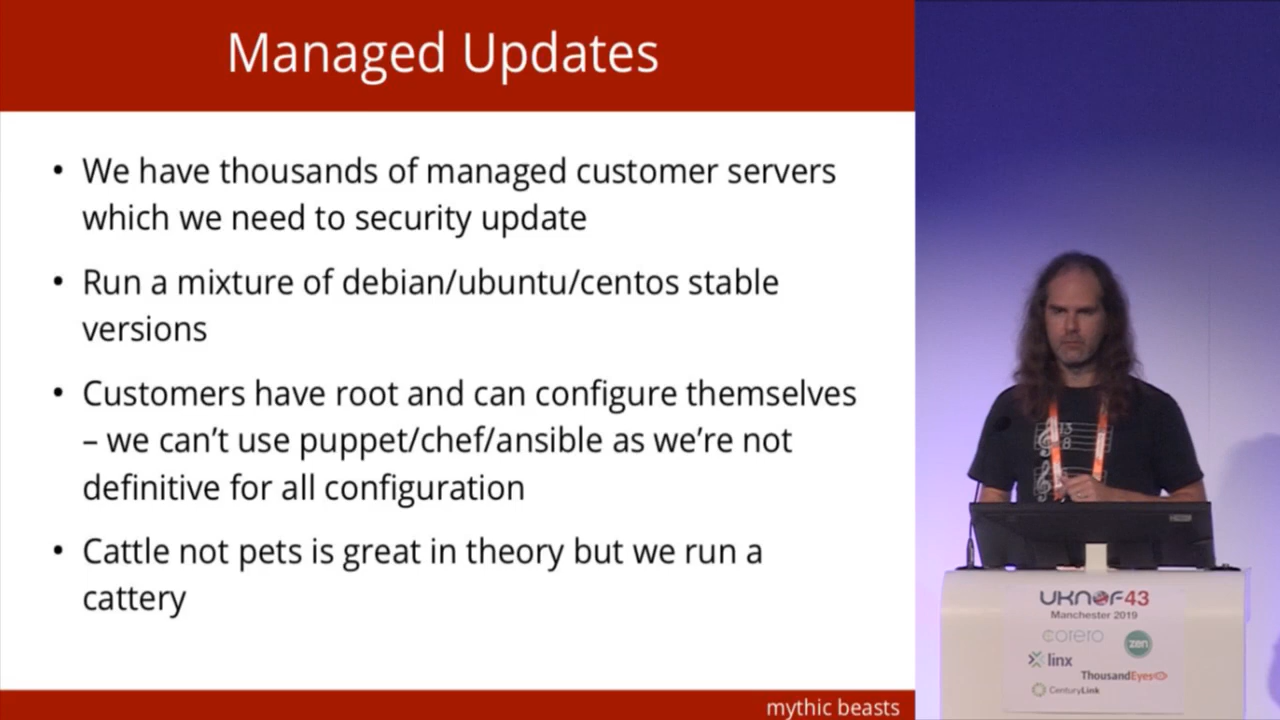 Managed Updates
• We have thousands of managed customer servers
which we need to security update
• Run a mixture of debian/ubuntu/centos stable
versions
• Customers have root and can configure themselves
– we can't use puppet/chef/ansible as we're not
definitive for all configuration
• Cattle not pets is great in theory but we run a
cattery
mythic beasts
13
8
UKNOF43
Manchester 2019
corero
zen
linx
ThousandEyes
CenturyLink